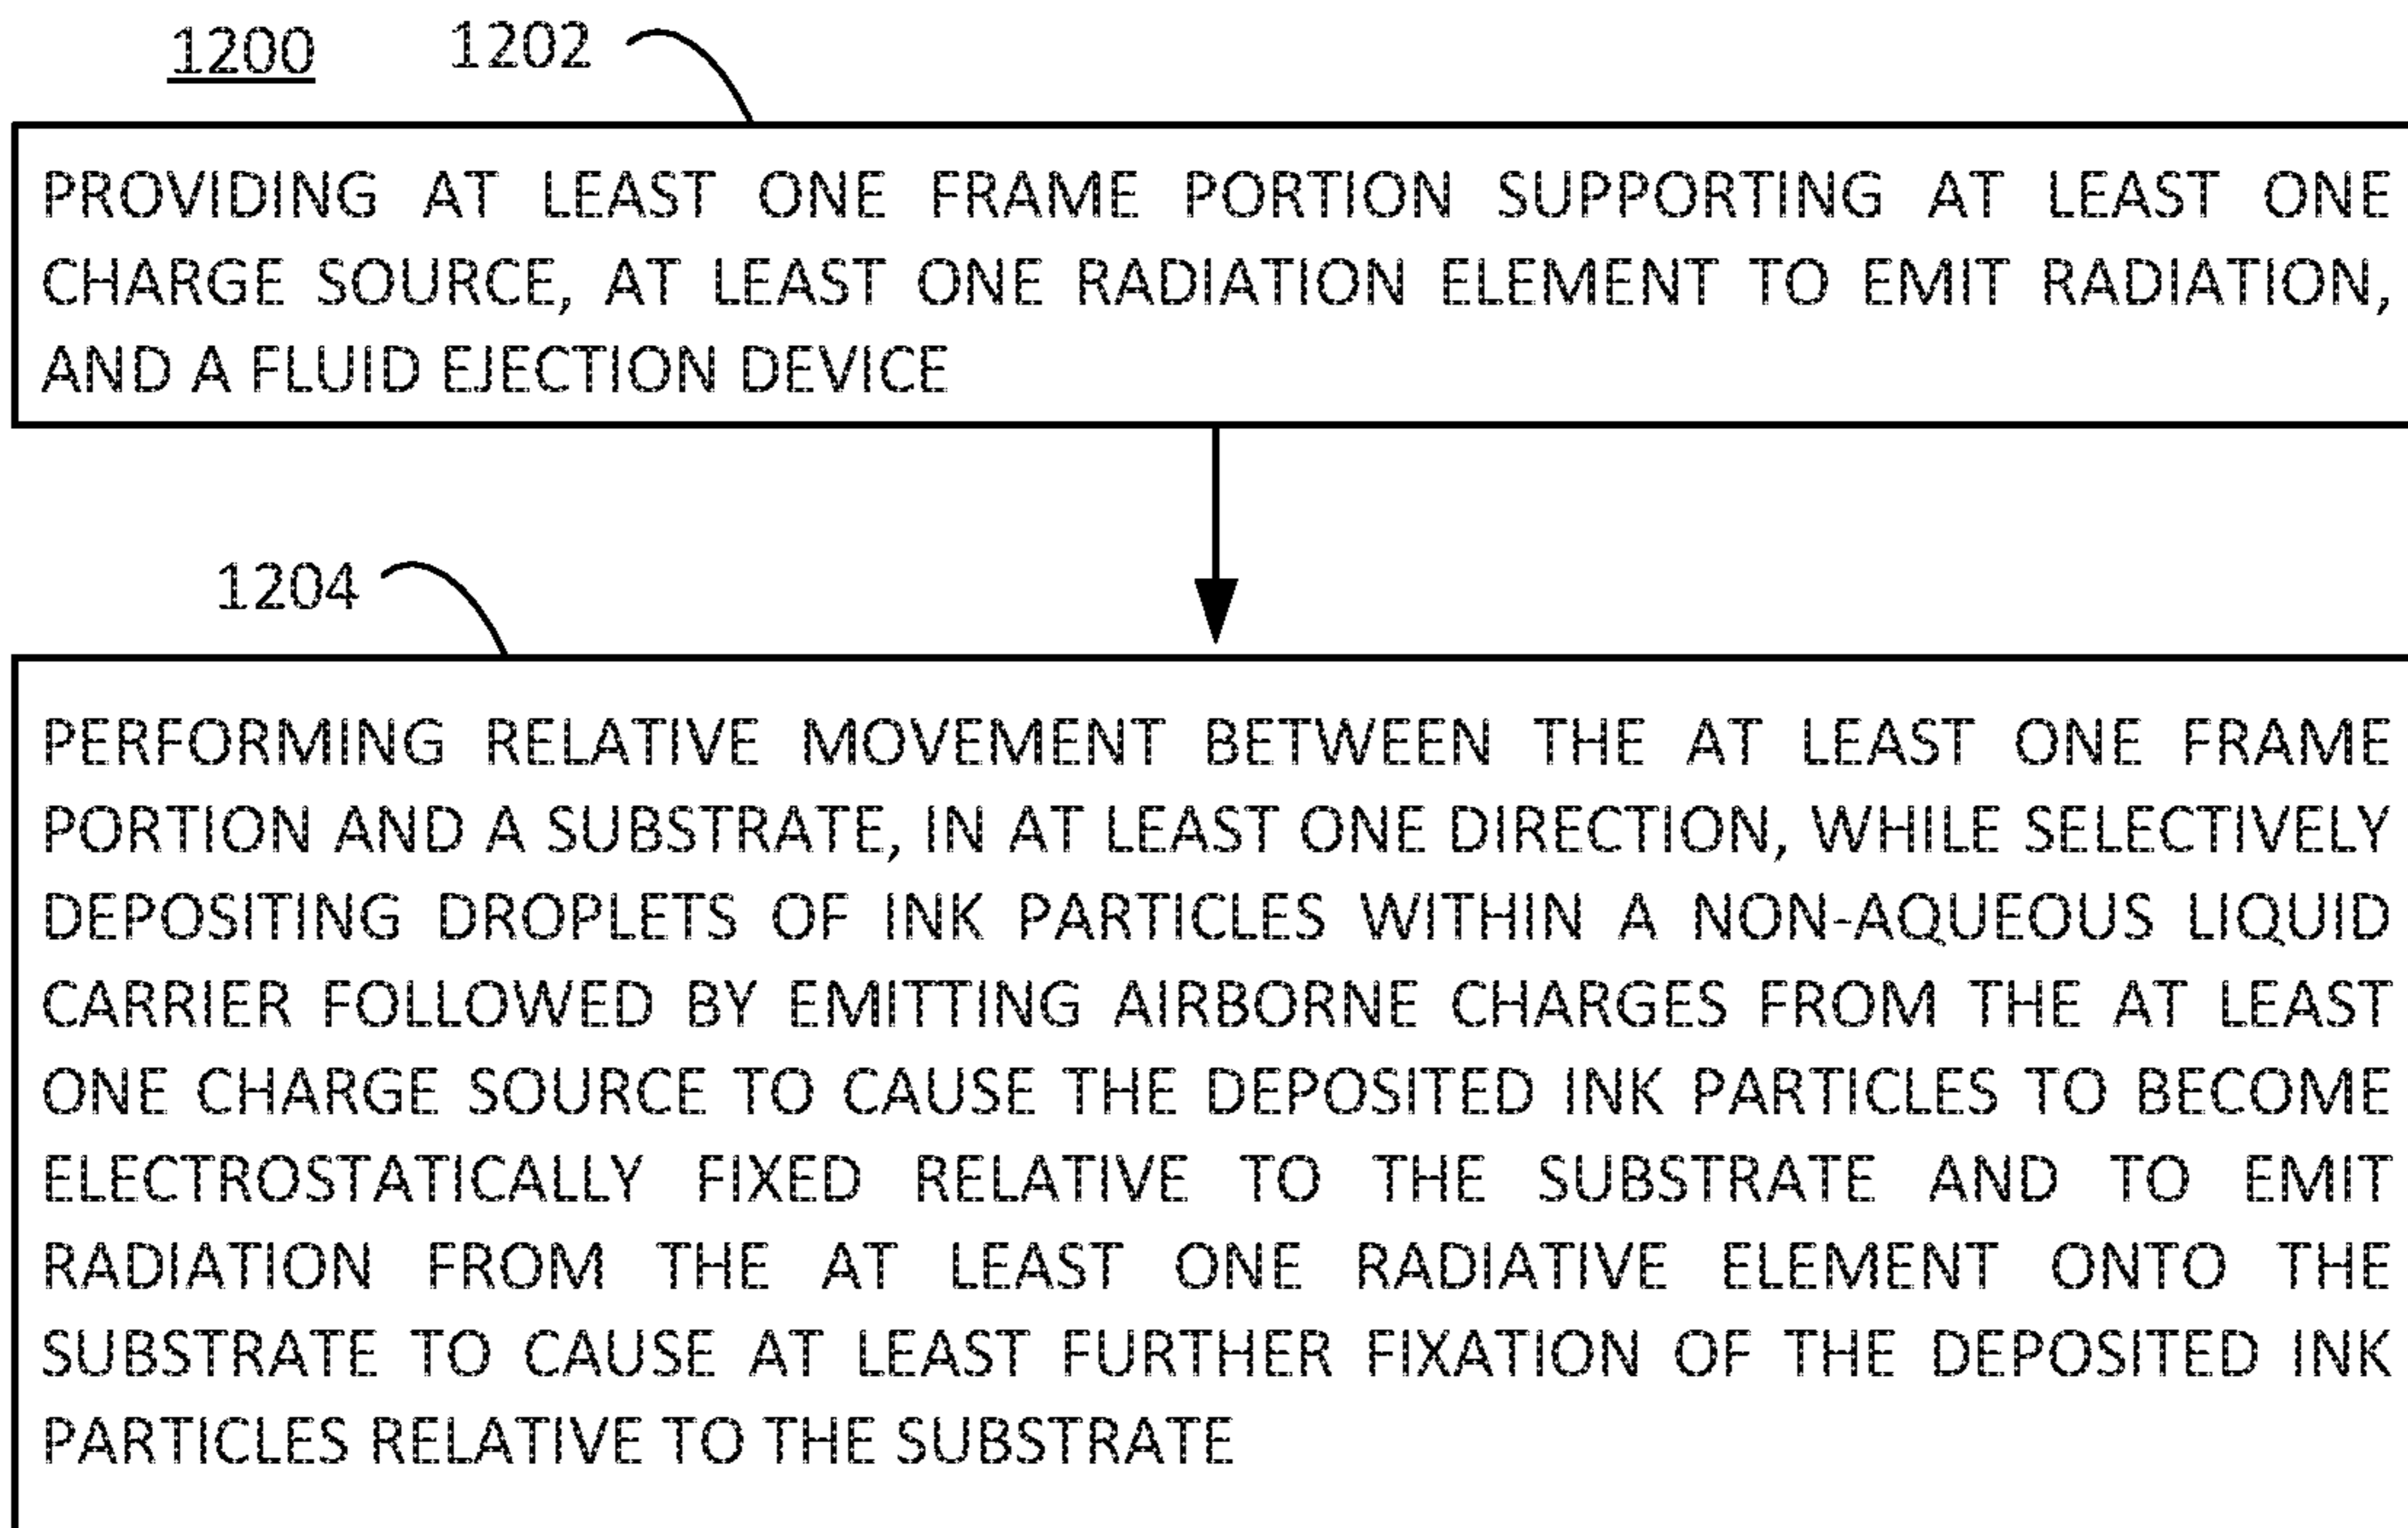 1200 1202
PROVIDING AT LEAST ONE FRAME PORTION SUPPORTING AT LEAST ONE
CHARGE SOURCE, AT LEAST ONE RADIATION ELEMENT TO EMIT RADIATION,
AND A FLUID EJECTION DEVICE
1204
PERFORMING RELATIVE MOVEMENT BETWEEN THE AT LEAST ONE FRAME
PORTION AND A SUBSTRATE, IN AT LEAST ONE DIRECTION, WHILE SELECTIVELY
DEPOSITING DROPLETS OF INK PARTICLES WITHIN A NON-AQUEOUS LIQUID
CARRIER FOLLOWED BY EMITTING AIRBORNE CHARGES FROM THE AT LEAST
ONE CHARGE SOURCE TO CAUSE THE DEPOSITED INK PARTICLES TO BECOME
ELECTROSTATICALLY FIXED RELATIVE TO THE SUBSTRATE AND TO EMIT
RADIATION FROM THE AT LEAST ONE RADIATIVE ELEMENT ONTO THE
SUBSTRATE TO CAUSE AT LEAST FURTHER FIXATION OF THE DEPOSITED INK
PARTICLES RELATIVE TO THE SUBSTRATE